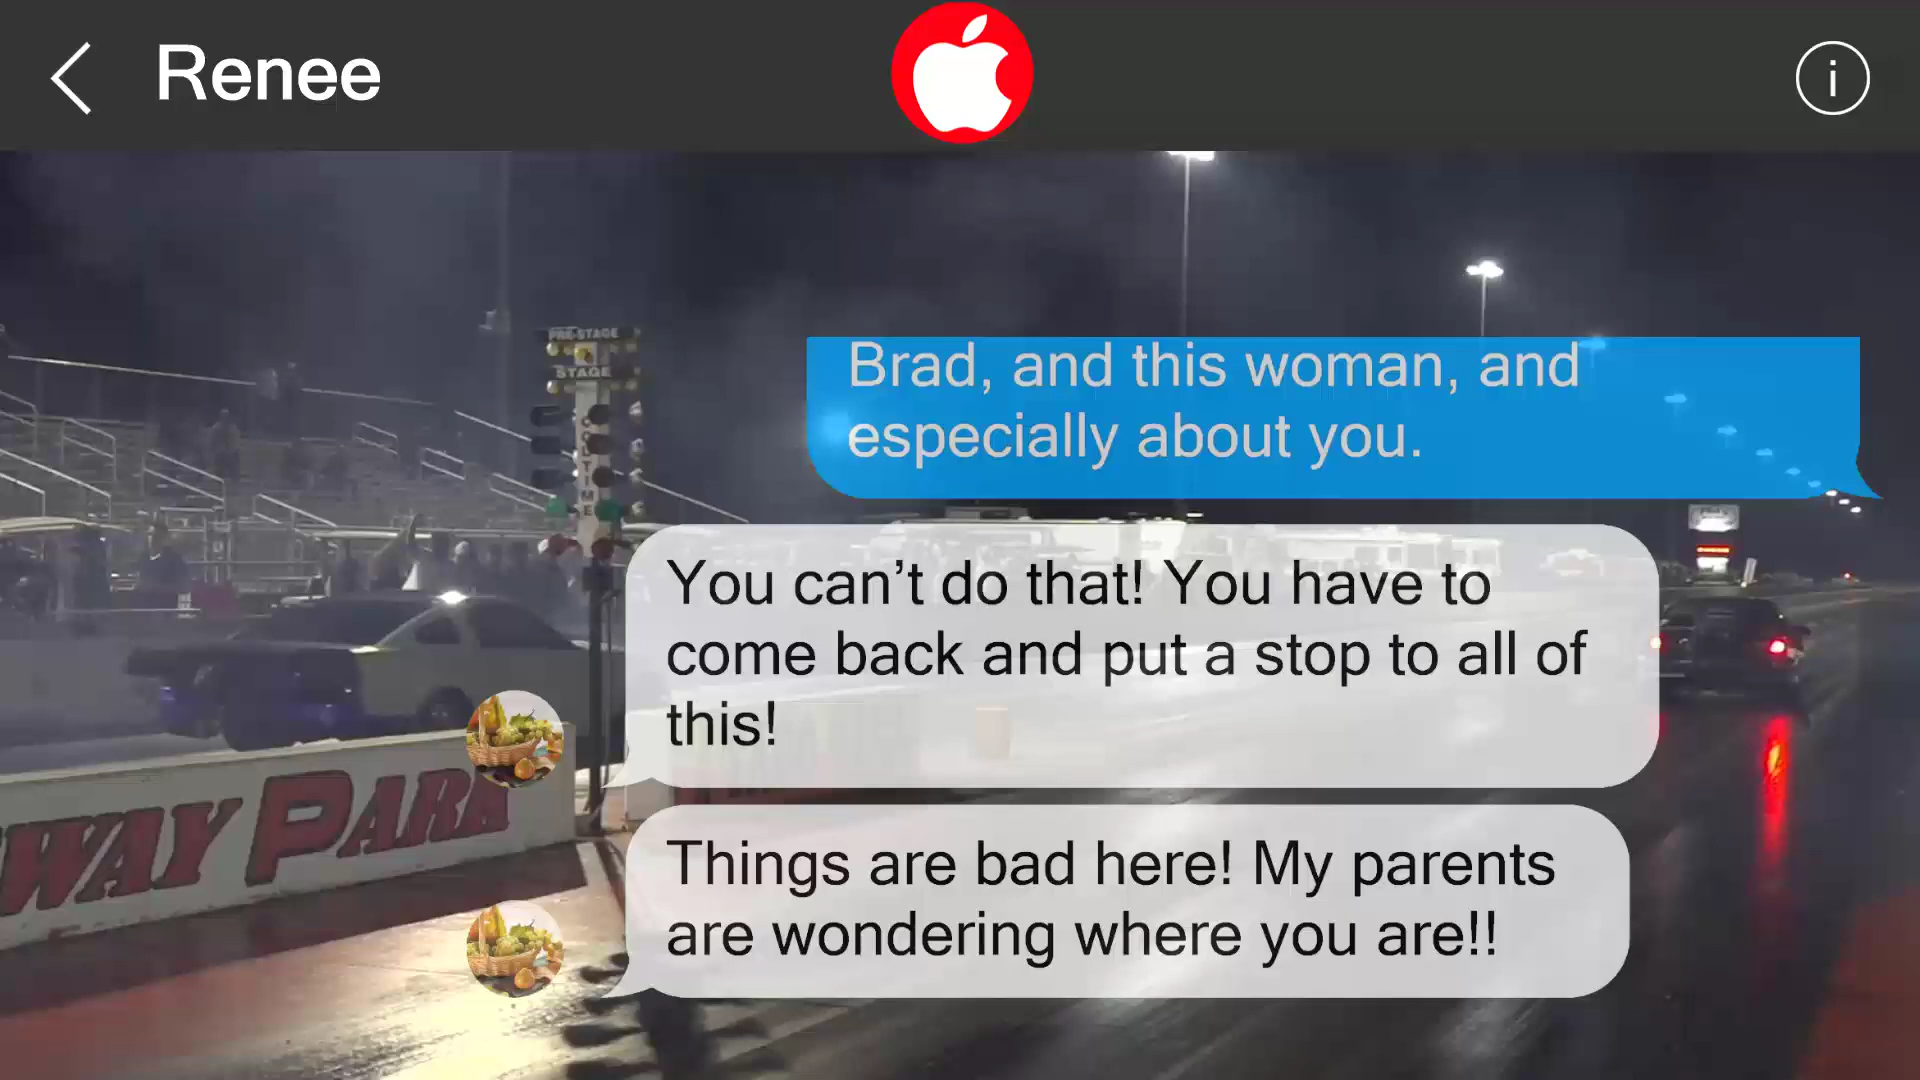 Renee
Brad, and this woman, and
especially about you.
You can't do that! You have to
come back and put a stop to all of
this!
Things are bad here! My parents
are wondering where you are!!
PRE-STAGE
STAGE
COLTIME
WAY PARK